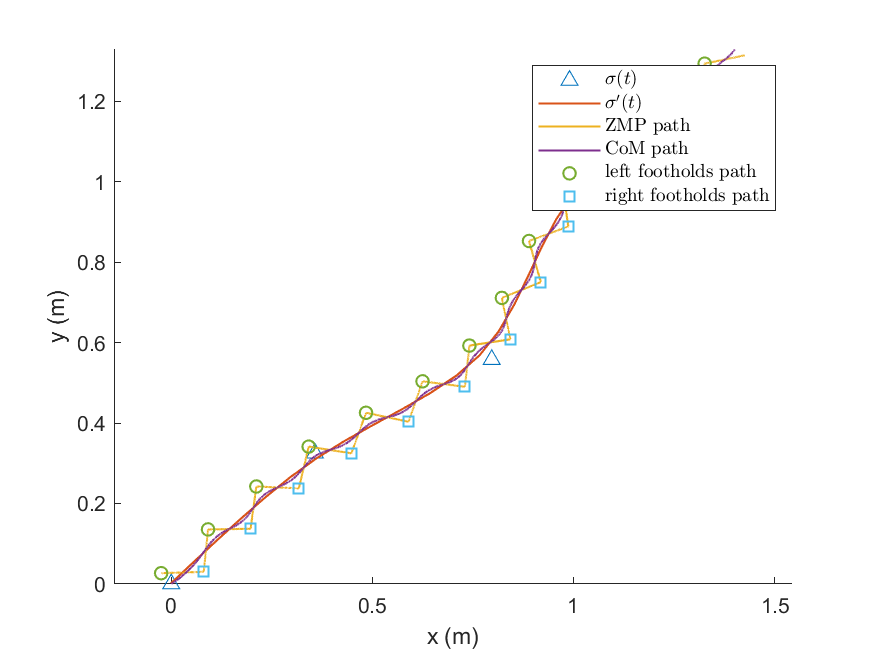 1.2
1
0.8
0.6
0.4
0.2
0
0
0.5
1
1.5
y (m)
x (m)
σ(t)
σ′(t)
ZMP path
CoM path
left footholds path
right footholds path